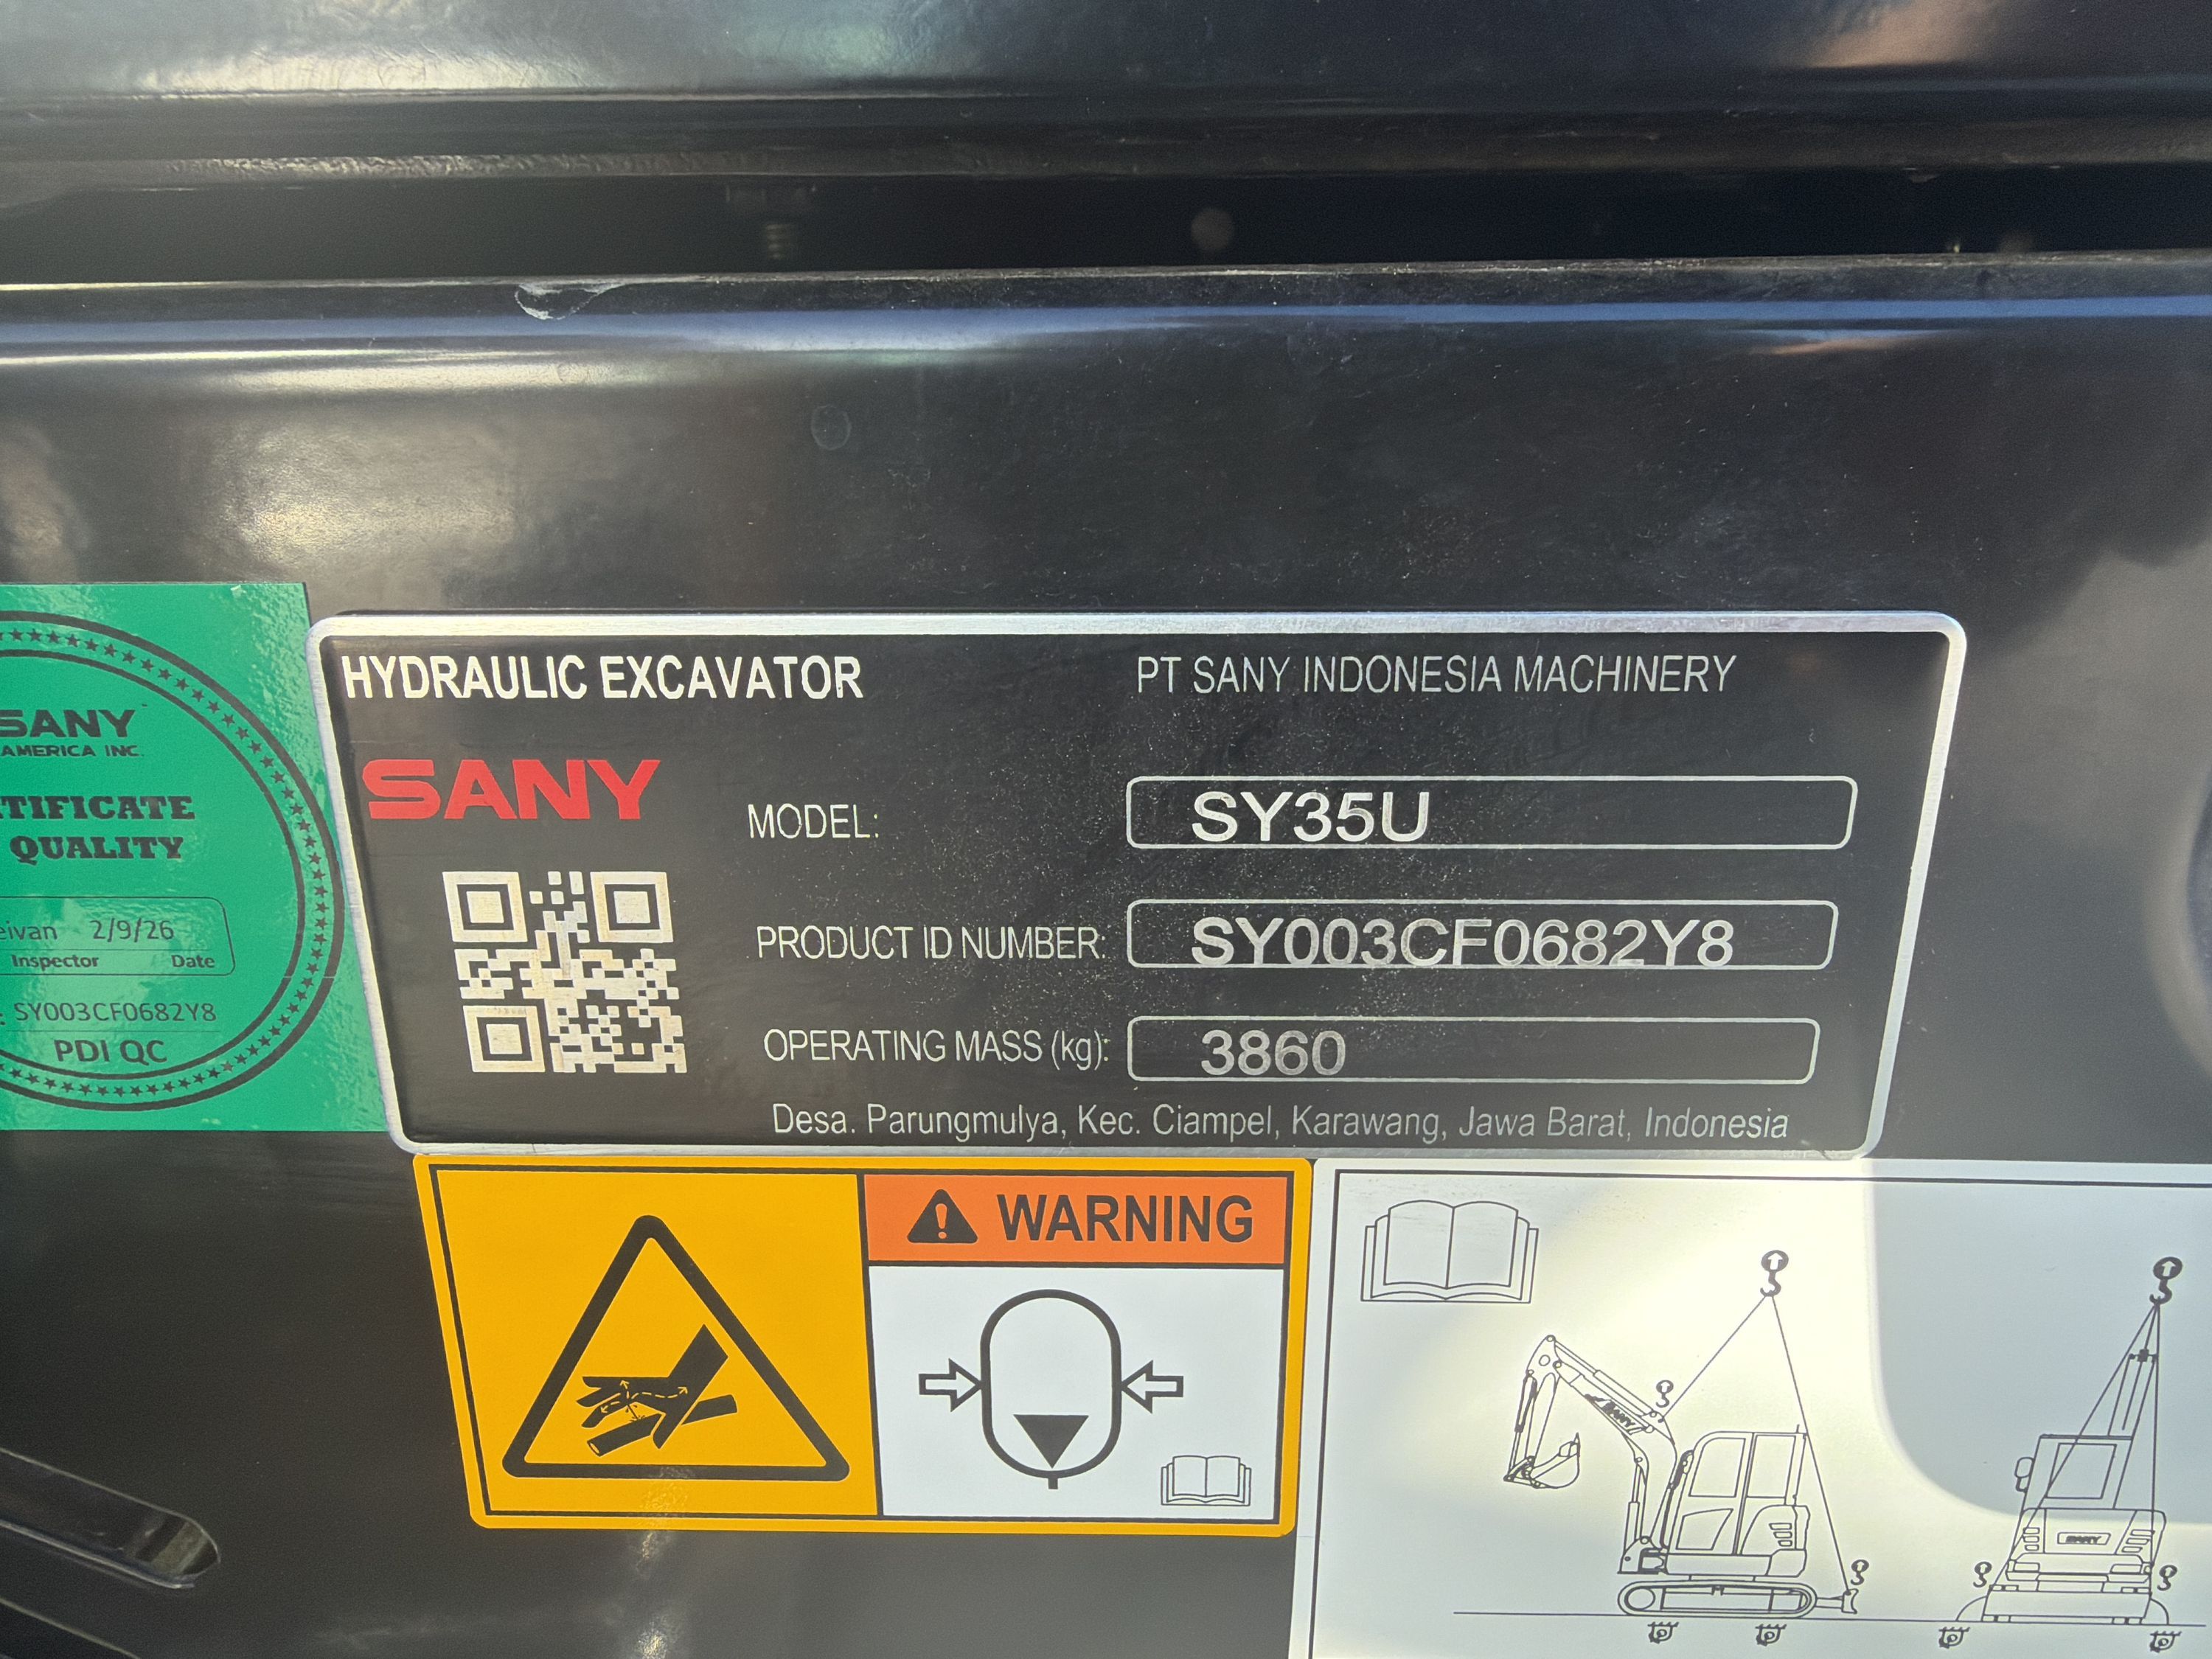 SANY
AMERICA INC.
QUALITY
2/9/26
Inspector Date
SY003CF0682Y8
PDI QC
HYDRAULIC EXCAVATOR
PT SANY INDONESIA MACHINERY
SANY
MODEL: SY35U
PRODUCT ID NUMBER: SY003CF0682Y8
OPERATING MASS (kg): 3860
Desa. Parungmulya, Kec. Ciampel, Karawang, Jawa Barat, Indonesia
WARNING
SANY
SANY